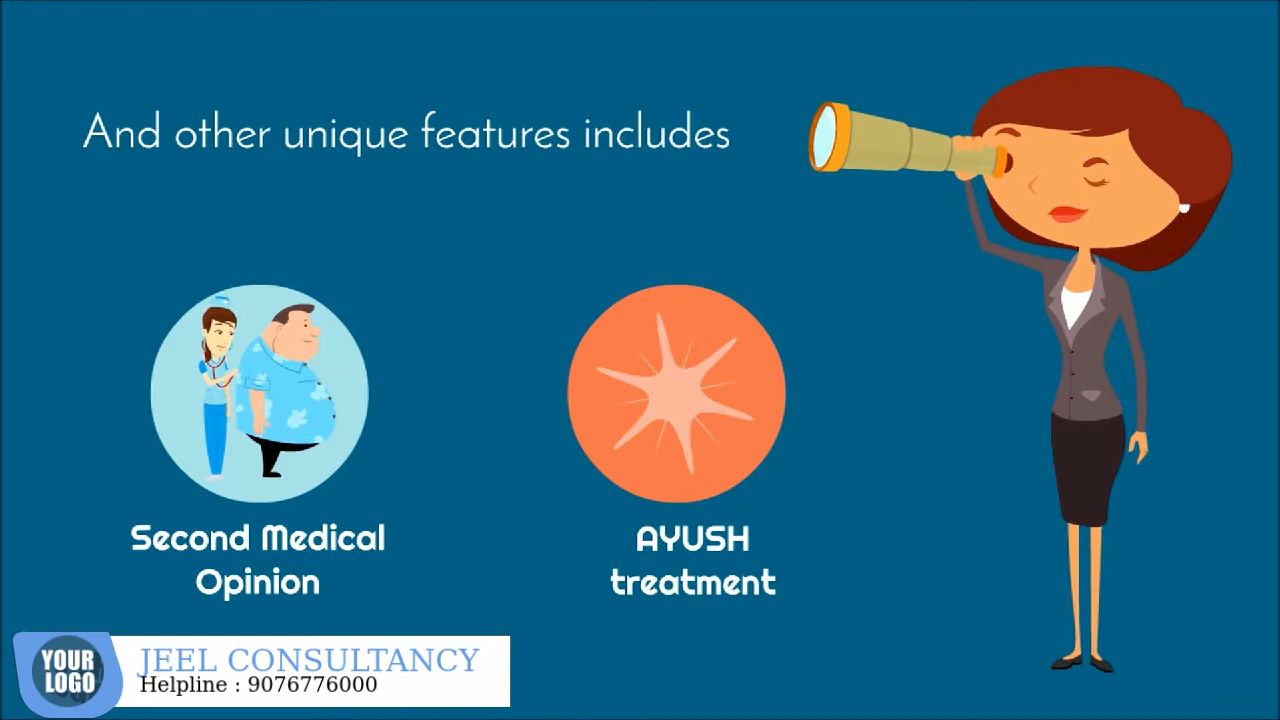 And other unique features includes
Second Medical
Opinion
AYUSH
treatment
YOUR
LOGO
JEEL CONSULTANCY
Helpline : 9076776000